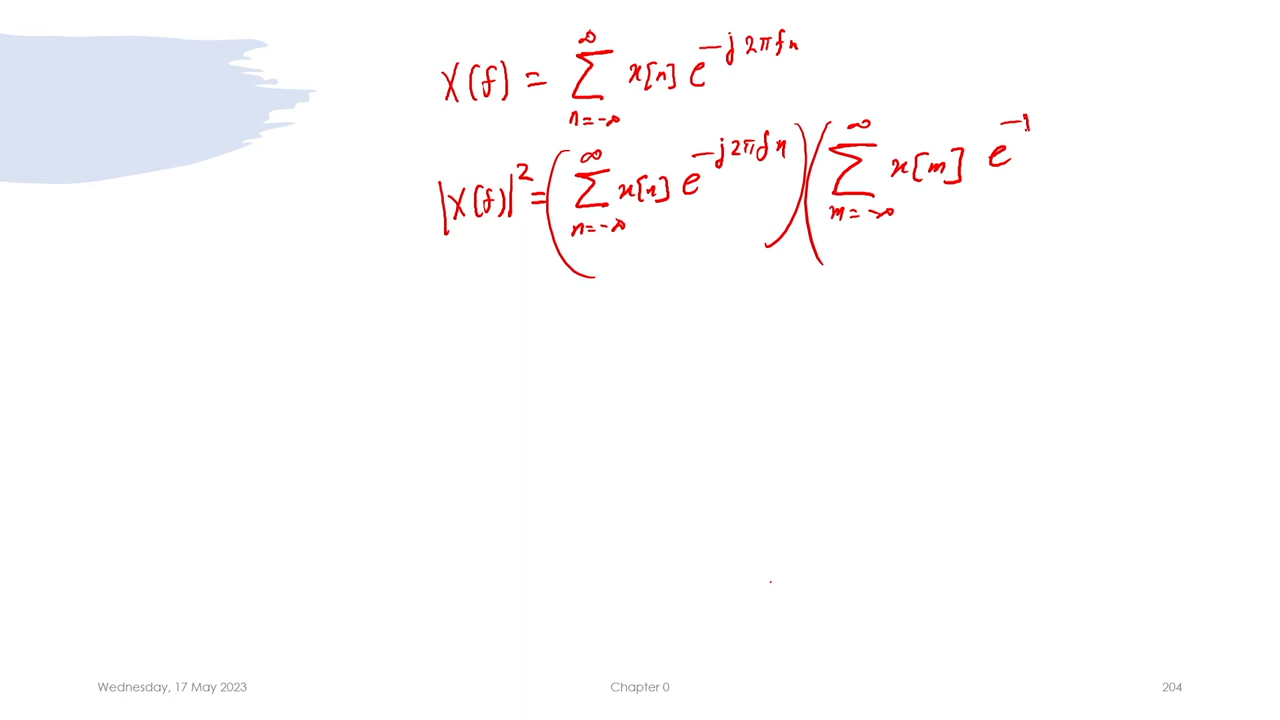 X(f) = ∞ ∑ n=-∞ x[n] e^{-j2πfn}
|X(f)|^2 = ( ∞ ∑ n=-∞ x[n] e^{-j2πfn} ) ( ∞ ∑ m=-∞ x[m] e^{-j
Wednesday, 17 May 2023
Chapter 0
204